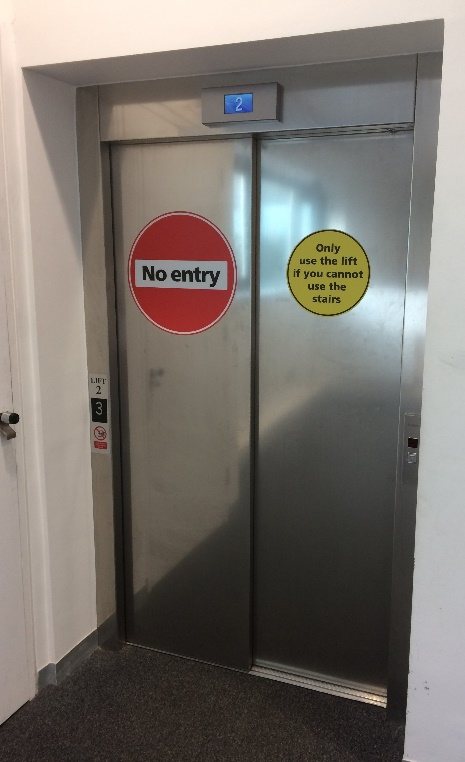 2
No entry
Only
use the lift
if you cannot
use the
stairs
LIFT
2
3